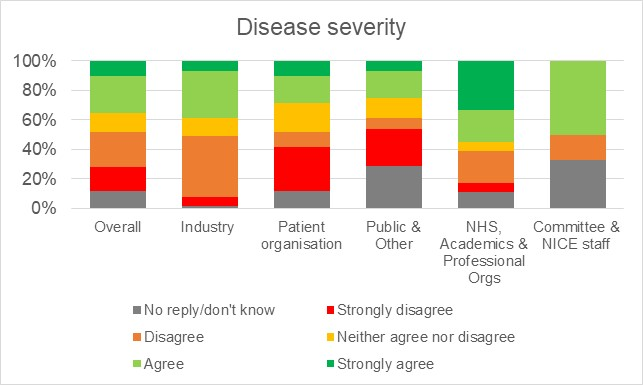 Disease severity
100%
80%
60%
40%
20%
0%
Overall
Industry
Patient
organisation
Public &
Other
NHS,
Academics &
Professional
Orgs
Committee &
NICE staff
No reply/don't know
Strongly disagree
Disagree
Neither agree nor disagree
Agree
Strongly agree